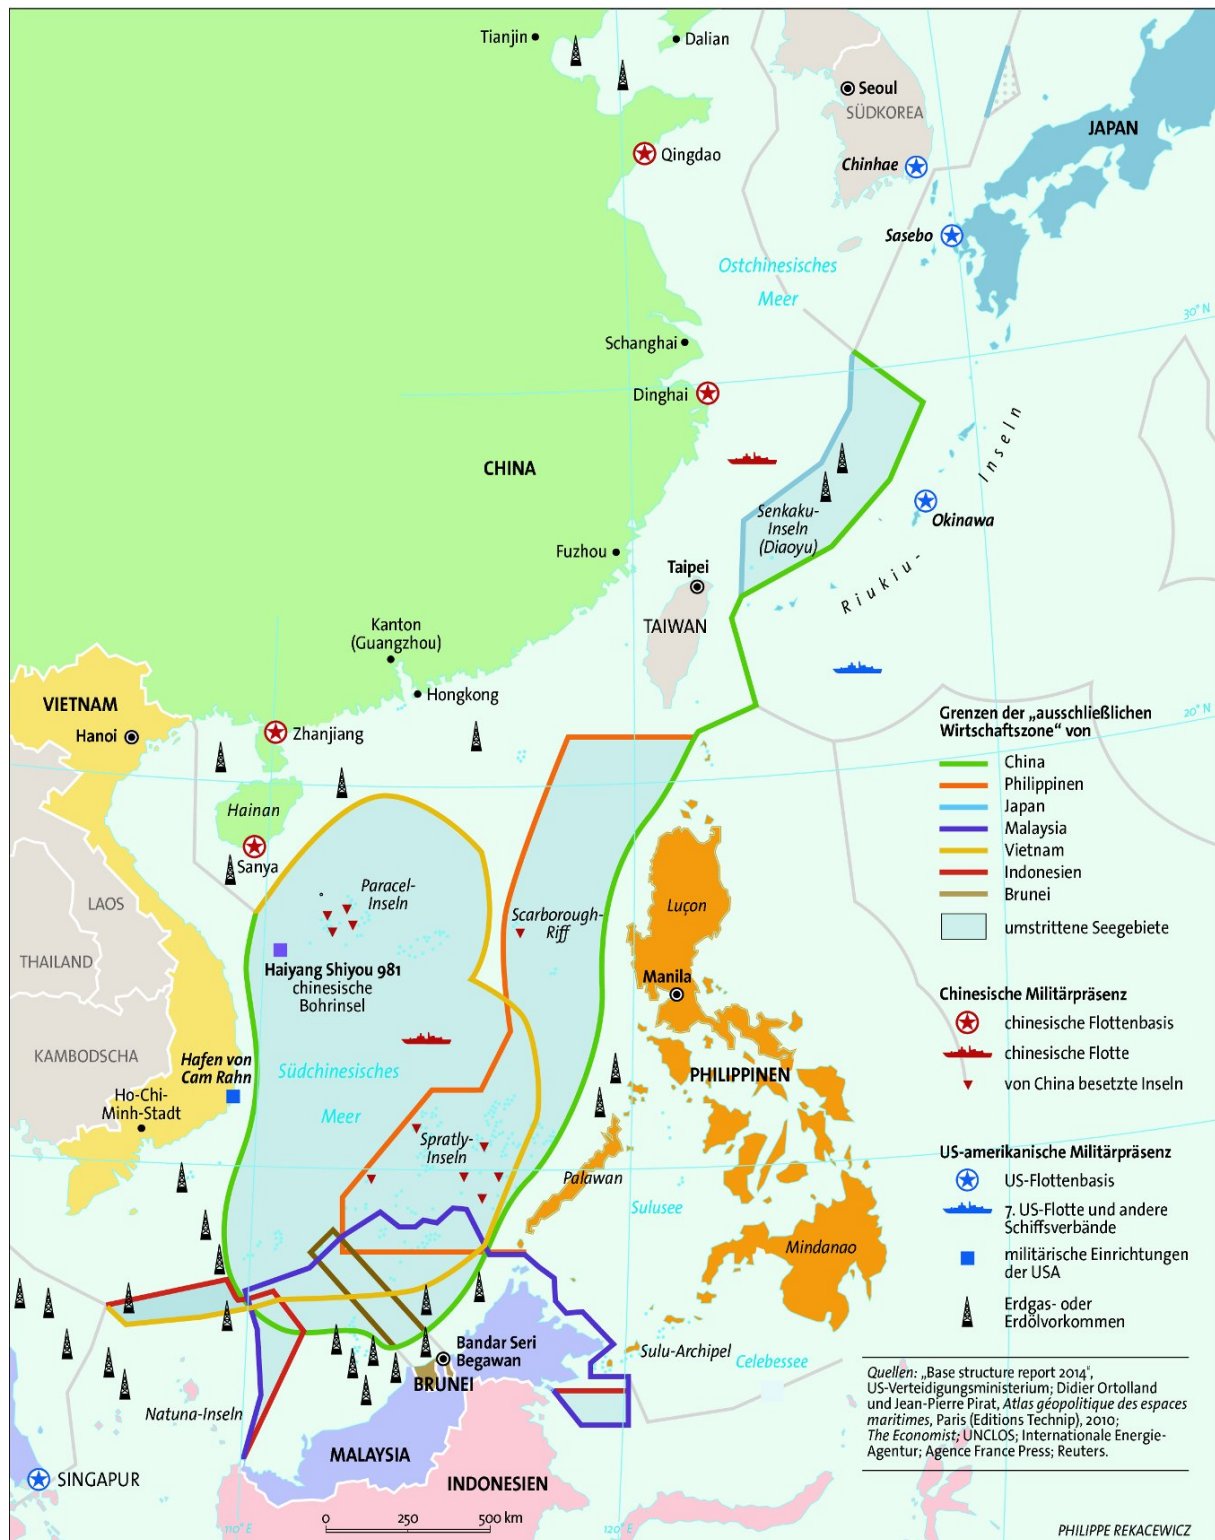 Tianjin
Dalian
Seoul
SÜDKOREA
JAPAN
Qingdao
Chinhae
Sasebo
Ostchinesisches
Meer
30° N
Schanghai
Dinghai
CHINA
Riukiu-
Inseln
Senkaku-
Inseln
(Diaoyu)
Okinawa
Fuzhou
Taipei
TAIWAN
Kanton
(Guangzhou)
Hongkong
VIETNAM
Hanoi
Zhanjiang
20° N
Hainan
Sanya
LAOS
THAILAND
KAMBODSCHA
Paracel-
Inseln
Scarborough-
Riff
Luçon
Haiyang Shiyou 981
chinesische
Bohrinsel
Manila
Hafen von
Cam Rahn
Ho-Chi-
Minh-Stadt
Südchinesisches
Meer
PHILIPPINEN
Spratly-
Inseln
Palawan
Sulusee
Mindanao
Sulu-Archipel
Celebessee
Bandar Seri
Begawan
BRUNEI
Natuna-Inseln
MALAYSIA
INDONESIEN
SINGAPUR
110° E
120° E
0 250 500 km
Grenzen der „ausschließlichen
Wirtschaftszone“ von
China
Philippinen
Japan
Malaysia
Vietnam
Indonesien
Brunei
umstrittene Seegebiete
Chinesische Militärpräsenz
chinesische Flottenbasis
chinesische Flotte
von China besetzte Inseln
US-amerikanische Militärpräsenz
US-Flottenbasis
7. US-Flotte und andere
Schiffsverbände
militärische Einrichtungen
der USA
Erdgas- oder
Erdölvorkommen
Quellen: „Base structure report 2014“,
US-Verteidigungsministerium; Didier Ortolland
und Jean-Pierre Pirat, Atlas géopolitique des espaces
maritimes, Paris (Editions Technip), 2010;
The Economist; UNCLOS; Internationale Energie-
Agentur; Agence France Press; Reuters.
PHILIPPE REKACEWICZ